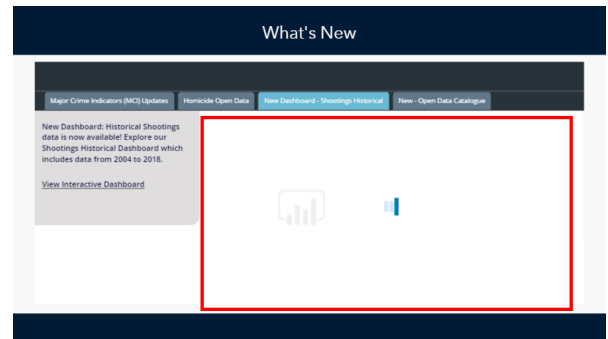 What's New
Major Crime Indicators (MCI) Updates
Homicide Open Data
New Dashboard - Shootings Historical
New - Open Data Catalogue
New Dashboard: Historical Shootings
data is now available! Explore our
Shootings Historical Dashboard which
includes data from 2004 to 2018.
View Interactive Dashboard